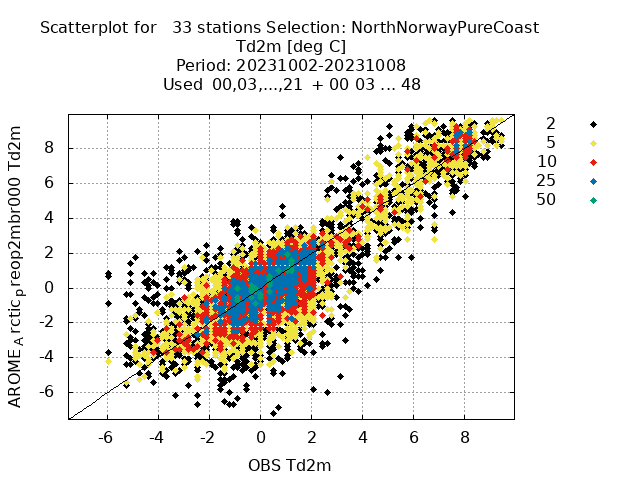 Scatterplot for   33 stations Selection: NorthNorwayPureCoast
Td2m [deg C]
Period: 20231002-20231008
Used  00,03,...,21  + 00 03 ... 48
2
5
10
25
50
8
6
4
2
0
-2
-4
-6
-6 -4 -2 0 2 4 6 8
AROME_Arctic_preop2mbr000 Td2m
OBS Td2m